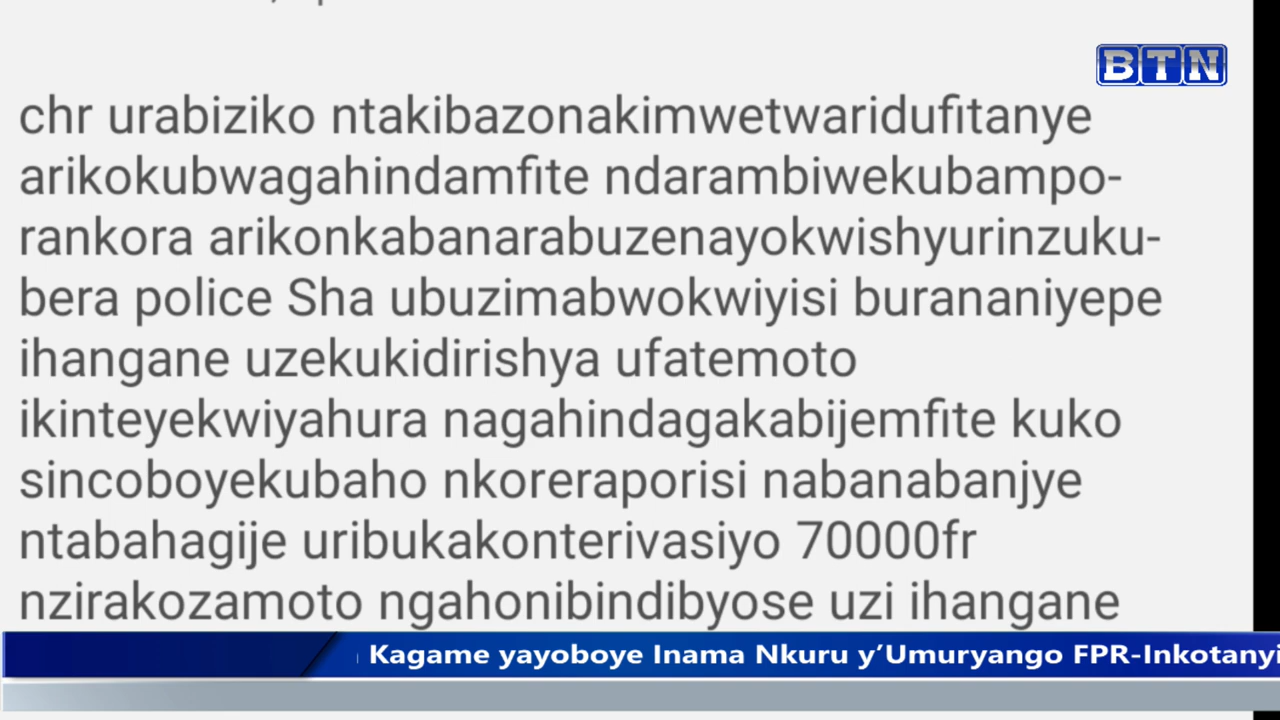 BTN
chr urabiziko ntakibazonakimwetwaridufitanye
arikokubwagahindamfite ndarambiwekubampo-
rankora arikonkabanarabuzenayokwishyurinzuku-
bera police Sha ubuzimabwokwiyisi burananiyepe
ihangane uzekukidirishya ufatemoto
ikinteyekwiyahura nagahindagakabijemfite kuko
sincoboyekubaho nkoreraporisi nabanabanjye
ntabahagije uribukakonterivasiyo 70000fr
nzirakozamoto ngahonibindibyose uzi ihangane
Kagame yayoboye Inama Nkuru y'Umuryango FPR-Inkotanyi